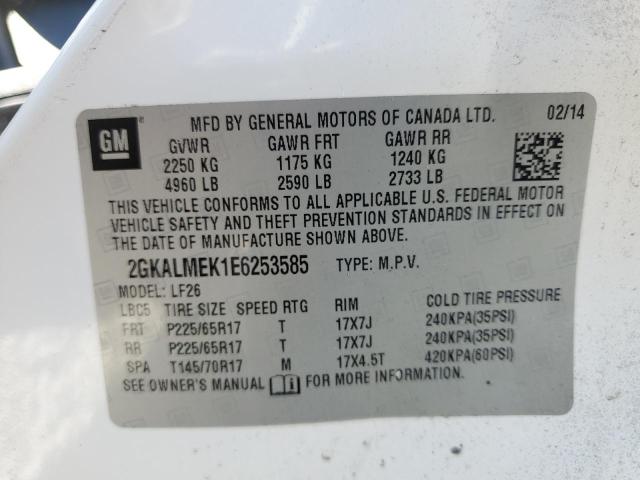 GM ® MFD BY GENERAL MOTORS OF CANADA LTD. 02/14
GVWR GAWR FRT GAWR RR
2250 KG 1175 KG 1240 KG
4960 LB 2590 LB 2733 LB
THIS VEHICLE CONFORMS TO ALL APPLICABLE U.S. FEDERAL MOTOR
VEHICLE SAFETY AND THEFT PREVENTION STANDARDS IN EFFECT ON
THE DATE OF MANUFACTURE SHOWN ABOVE.
2GKALMEK1E6253585 TYPE: M.P.V.
MODEL: LF26
LBC5 TIRE SIZE SPEED RTG RIM COLD TIRE PRESSURE
FRT P225/65R17 T 17X7J 240KPA(35PSI)
RR P225/65R17 T 17X7J 240KPA(35PSI)
SPA T145/70R17 M 17X4.5T 420KPA(60PSI)
SEE OWNER'S MANUAL FOR MORE INFORMATION.